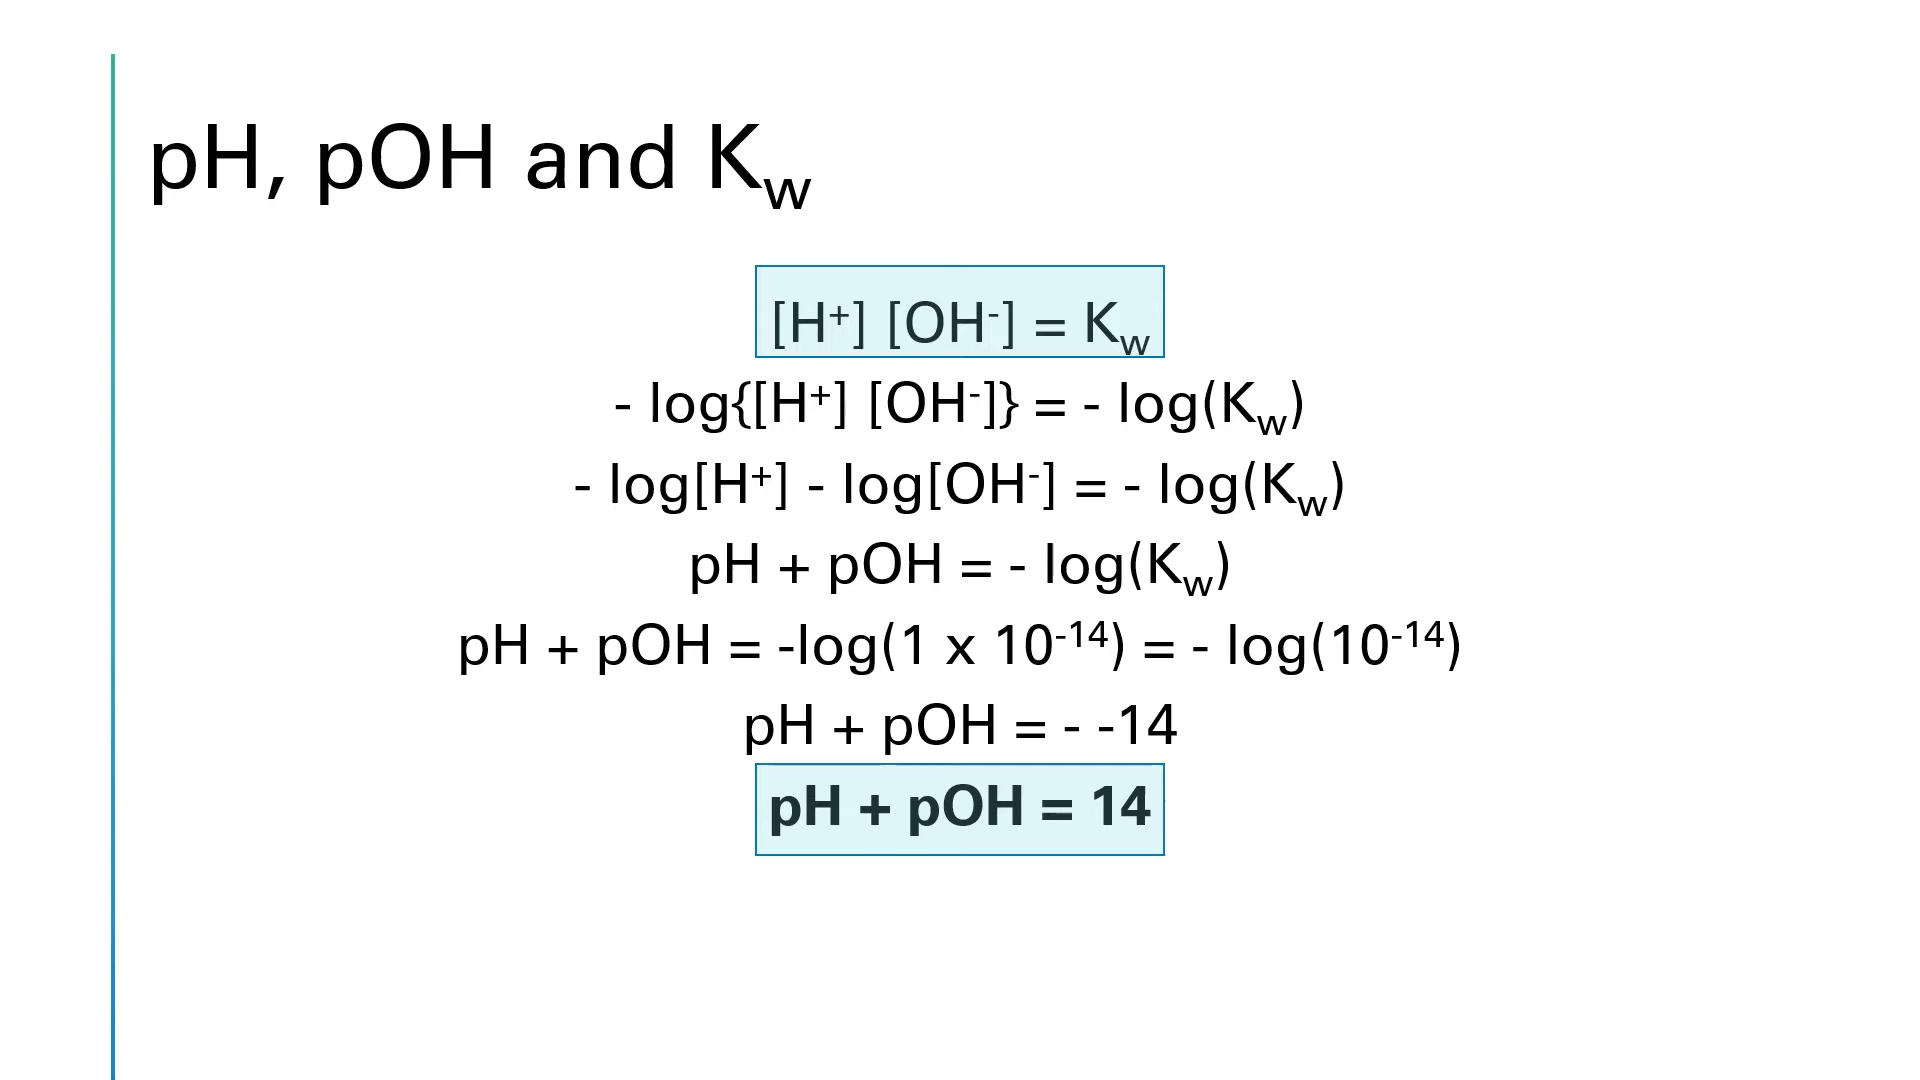 pH, pOH and Kw
[H⁺] [OH⁻] = Kw
- log{[H⁺] [OH⁻]} = - log(Kw)
- log[H⁺] - log[OH⁻] = - log(Kw)
pH + pOH = - log(Kw)
pH + pOH = -log(1 x 10⁻¹⁴) = - log(10⁻¹⁴)
pH + pOH = - -14
pH + pOH = 14